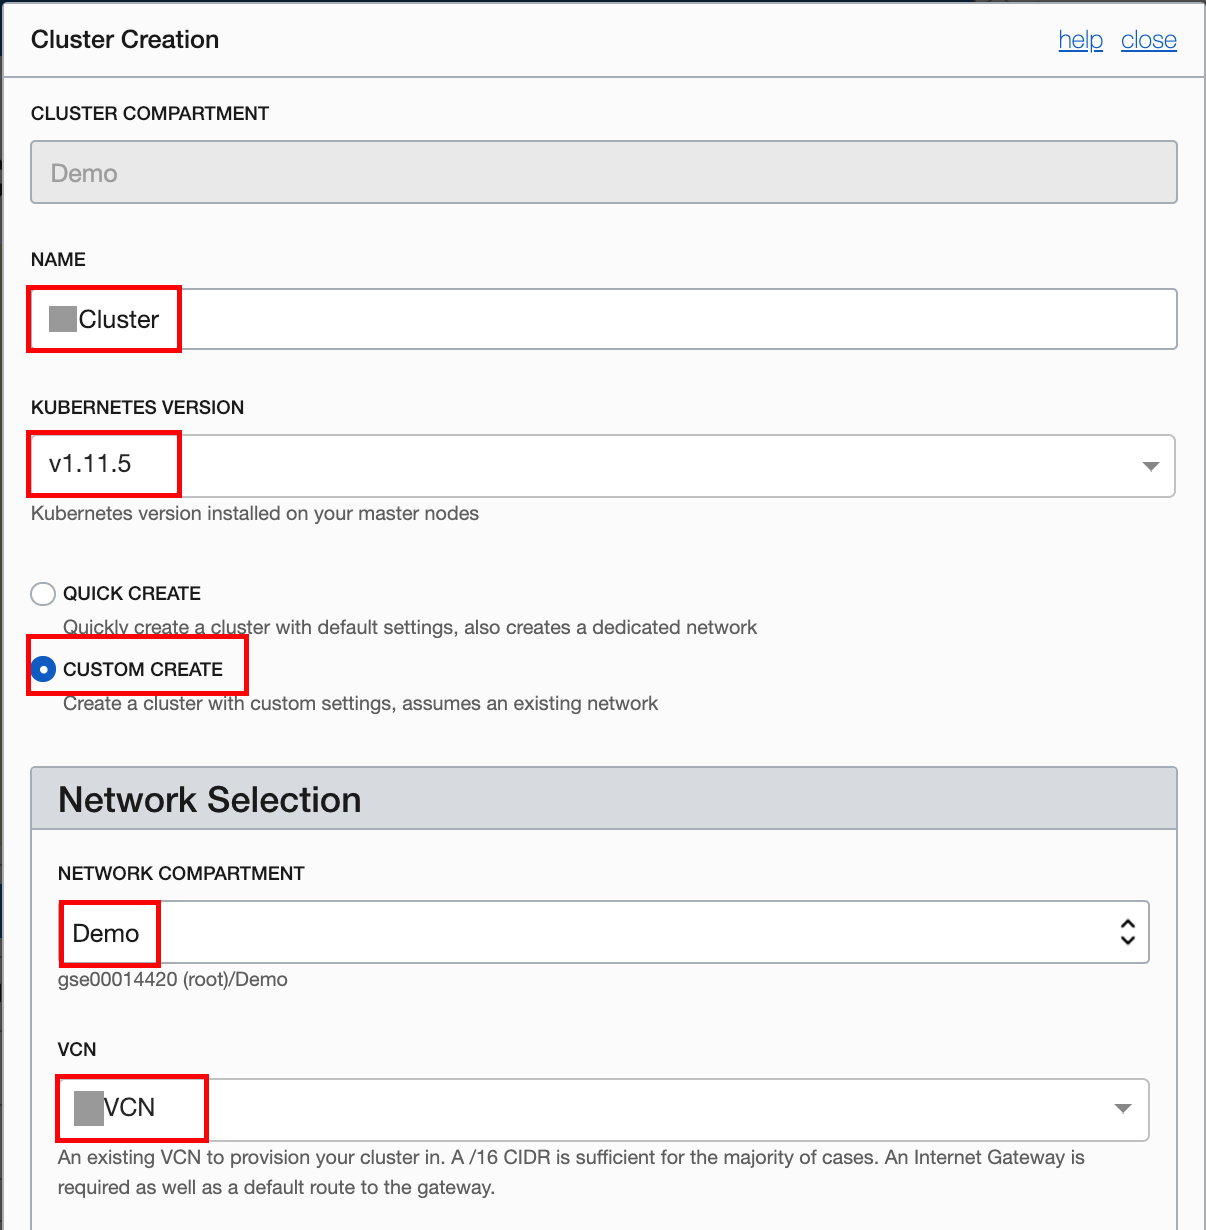 Cluster Creation help close
CLUSTER COMPARTMENT
Demo
NAME
Cluster
KUBERNETES VERSION
v1.11.5
Kubernetes version installed on your master nodes
QUICK CREATE
Quickly create a cluster with default settings, also creates a dedicated network
CUSTOM CREATE
Create a cluster with custom settings, assumes an existing network
Network Selection
NETWORK COMPARTMENT
Demo
gse00014420 (root)/Demo
VCN
VCN
An existing VCN to provision your cluster in. A /16 CIDR is sufficient for the majority of cases. An Internet Gateway is
required as well as a default route to the gateway.